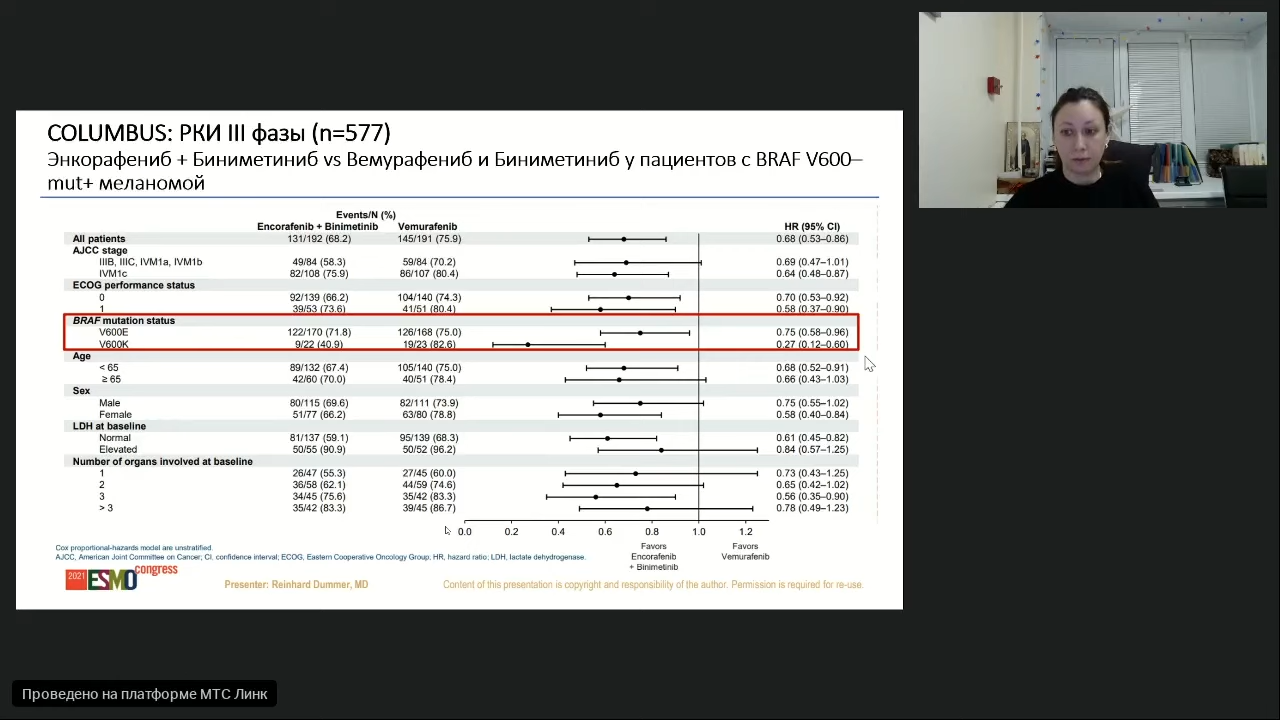 COLUMBUS: РКИ III фазы (n=577)
Энкорафениб + Биниметиниб vs Вемурафениб и Биниметиниб у пациентов с BRAF V600–
mut+ меланомой
Events/N (%)
Encorafenib + Binimetinib Vemurafenib HR (95% CI)
All patients 131/192 (68.2) 145/191 (75.9) 0.68 (0.53–0.86)
AJCC stage
IIIB, IIIC, IVM1a, IVM1b 49/84 (58.3) 59/84 (70.2) 0.69 (0.47–1.01)
IVM1c 82/108 (75.9) 86/107 (80.4) 0.64 (0.48–0.87)
ECOG performance status
0 92/139 (66.2) 104/140 (74.3) 0.70 (0.53–0.92)
1 39/53 (73.6) 41/51 (80.4) 0.58 (0.37–0.90)
BRAF mutation status
V600E 122/170 (71.8) 126/168 (75.0) 0.75 (0.58–0.96)
V600K 9/22 (40.9) 19/23 (82.6) 0.27 (0.12–0.60)
Age
< 65 89/132 (67.4) 105/140 (75.0) 0.68 (0.52–0.91)
≥ 65 42/60 (70.0) 40/51 (78.4) 0.66 (0.43–1.03)
Sex
Male 80/115 (69.6) 82/111 (73.9) 0.75 (0.55–1.02)
Female 51/77 (66.2) 63/80 (78.8) 0.58 (0.40–0.84)
LDH at baseline
Normal 81/137 (59.1) 95/139 (68.3) 0.61 (0.45–0.82)
Elevated 50/55 (90.9) 50/52 (96.2) 0.84 (0.57–1.25)
Number of organs involved at baseline
1 26/47 (55.3) 27/45 (60.0) 0.73 (0.43–1.25)
2 36/58 (62.1) 44/59 (74.6) 0.65 (0.42–1.02)
3 34/45 (75.6) 35/42 (83.3) 0.56 (0.35–0.90)
> 3 35/42 (83.3) 39/45 (86.7) 0.78 (0.49–1.23)
0.0 0.2 0.4 0.6 0.8 1.0 1.2
Favors Favors
Encorafenib Vemurafenib
+ Binimetinib
Cox proportional-hazards model are unstratified.
AJCC, American Joint Committee on Cancer; CI, confidence interval; ECOG, Eastern Cooperative Oncology Group; HR, hazard ratio; LDH, lactate dehydrogenase.
2021 ESMO congress
Presenter: Reinhard Dummer, MD
Content of this presentation is copyright and responsibility of the author. Permission is required for re-use.
Проведено на платформе МТС Линк